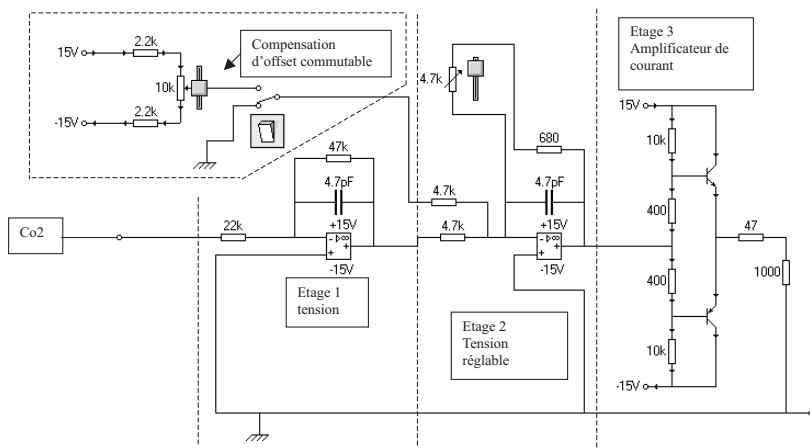 Compensation
d'offset commutable
15V
2.2k
10k
-15V
2.2k
47k
4.7pF
+15V
-15V
22k
Co2
Etage 1
tension
4.7k
680
4.7pF
4.7k
4.7k
+15V
-15V
Etage 2
Tension
réglable
Etage 3
Amplificateur de
courant
15V
10k
400
47
400
1000
10k
-15V